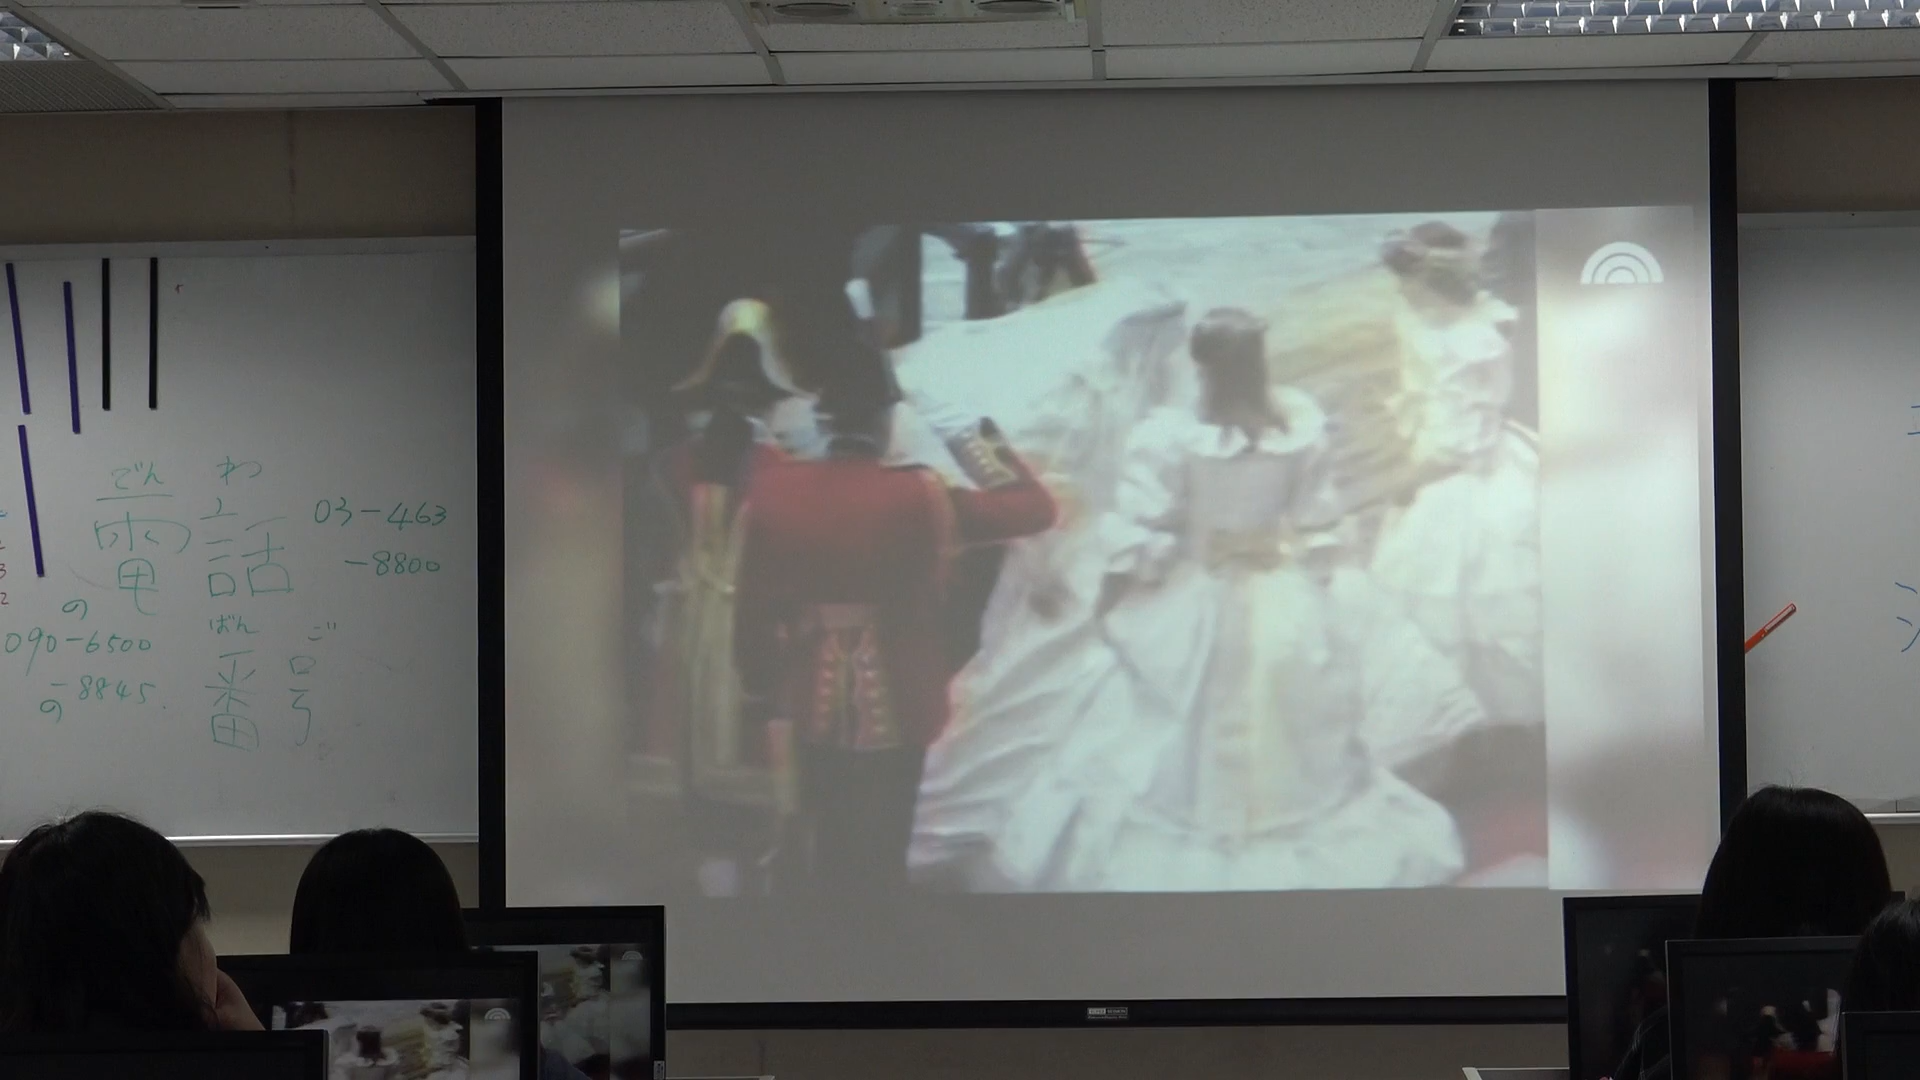 でん わ
電 話
03-463
-8800
の
090-6500
-8845.
の
ばん ご
番 号